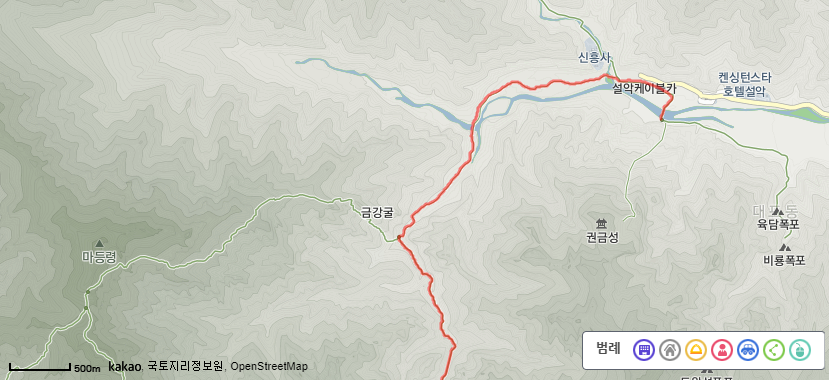 신흥사
켄싱턴스타
호텔설악
설악케이블카
금강굴
권금성
육담폭포
비룡폭포
마등령
범례
500m kakao, 국토지리정보원, OpenStreetMap